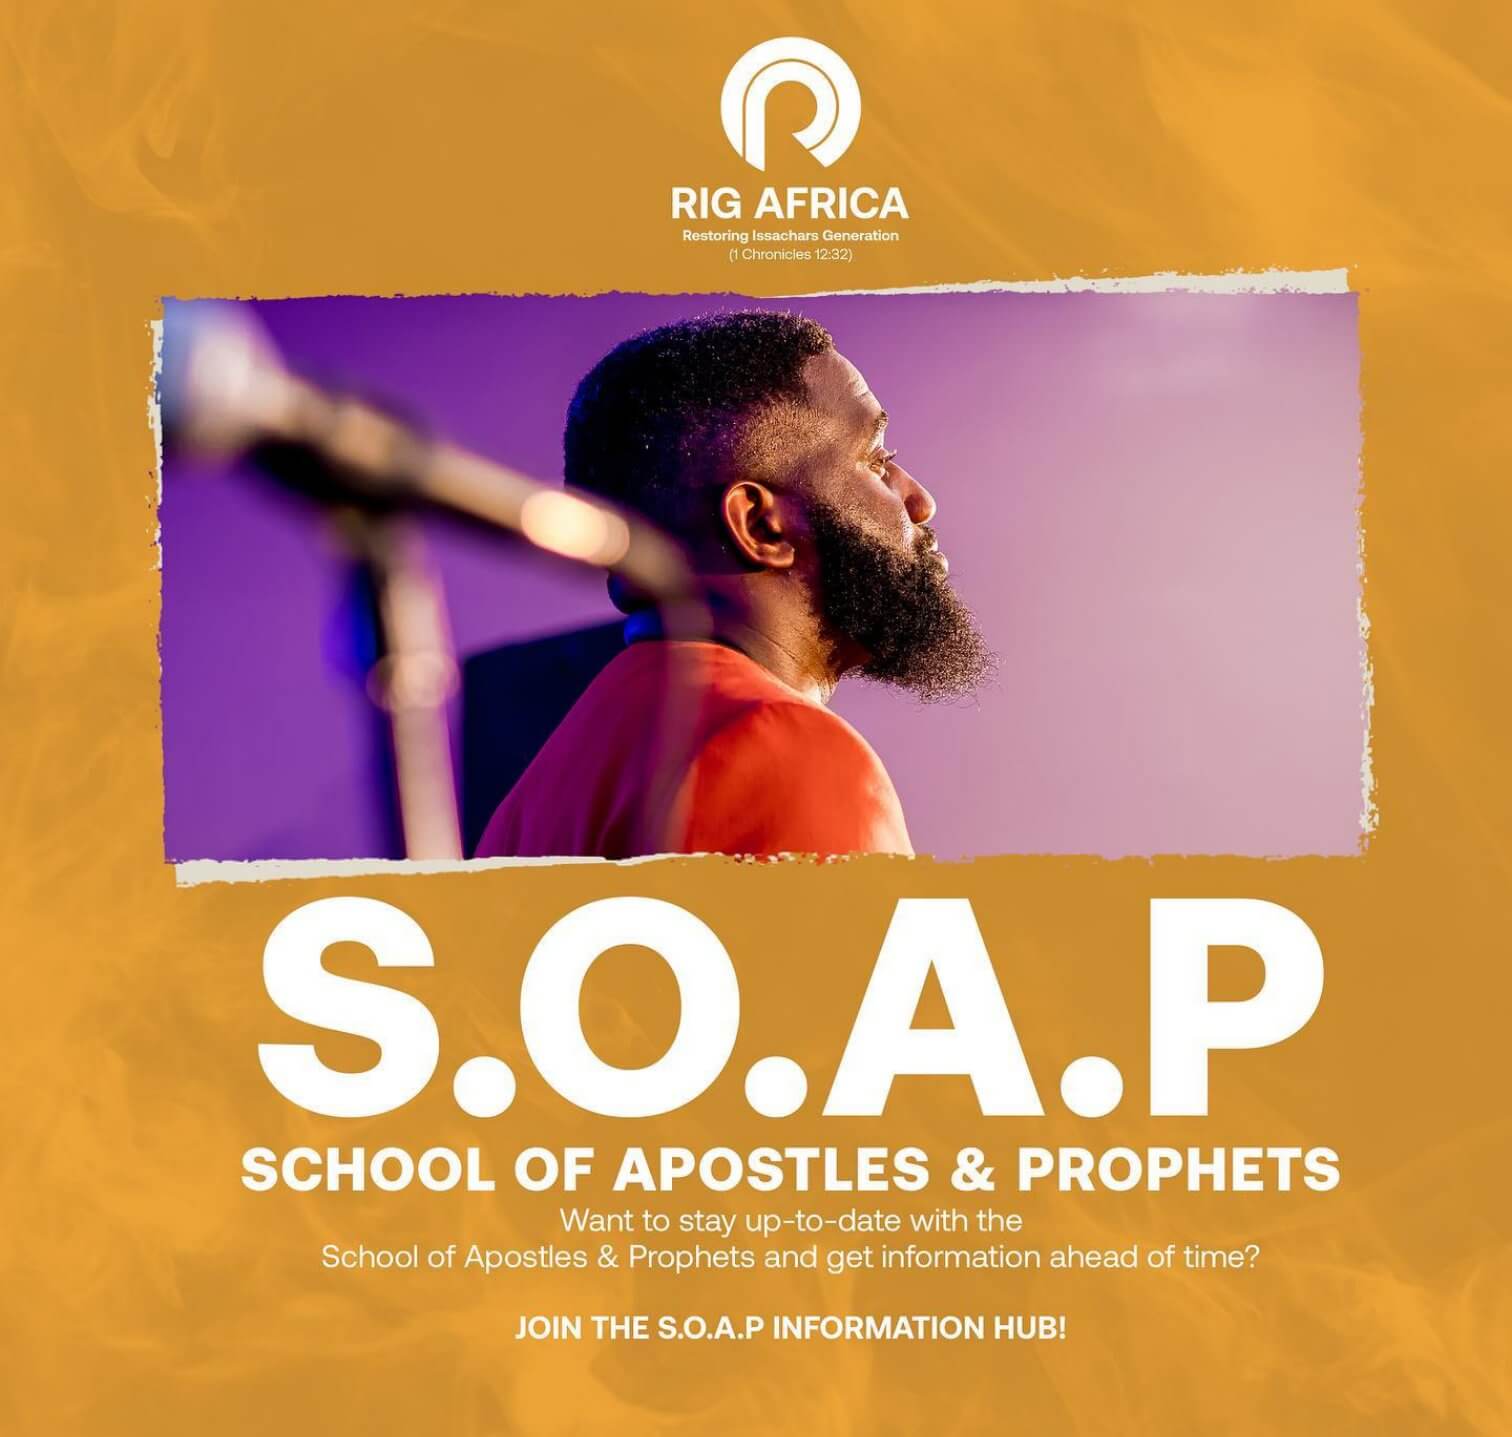 RIG AFRICA
Restoring Issachars Generation
(1 Chronicles 12:32)
S.O.A.P
SCHOOL OF APOSTLES & PROPHETS
Want to stay up-to-date with the
School of Apostles & Prophets and get information ahead of time?
JOIN THE S.O.A.P INFORMATION HUB!